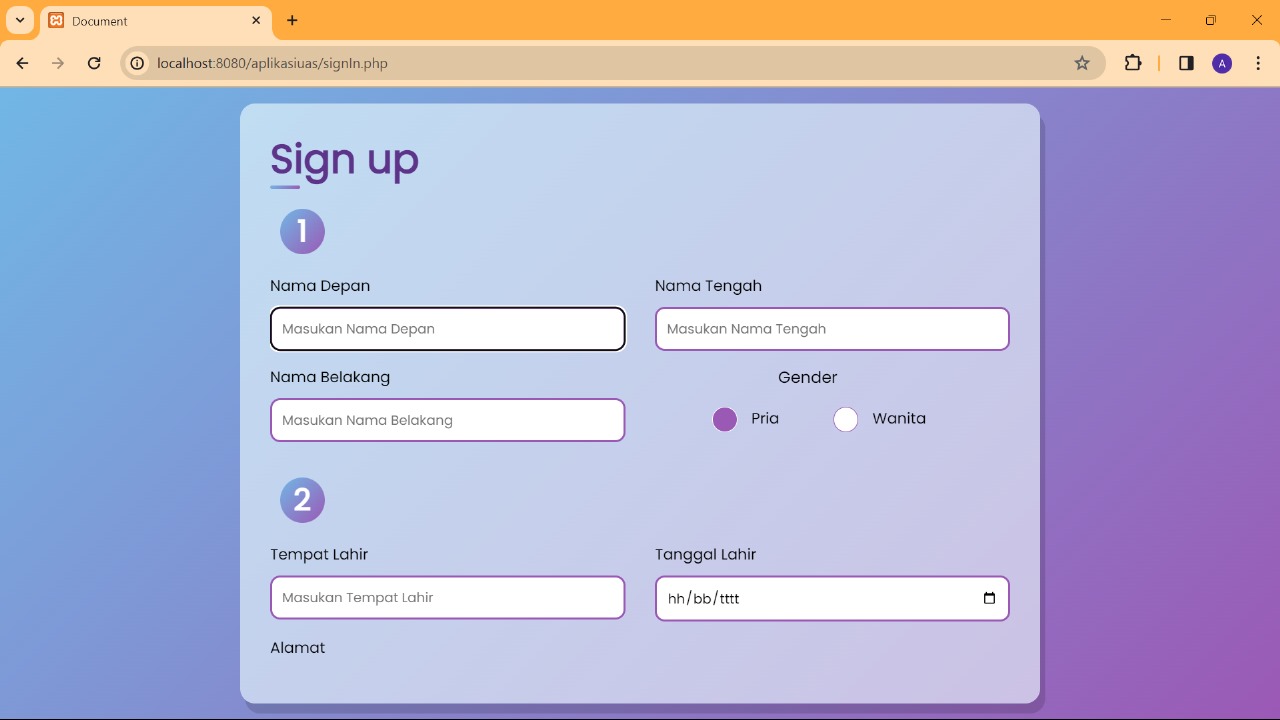 Document
localhost:8080/aplikasiuas/signIn.php
A
Sign up
1
Nama Depan
Nama Tengah
Masukan Nama Depan
Masukan Nama Tengah
Nama Belakang
Gender
Masukan Nama Belakang
Pria
Wanita
2
Tempat Lahir
Tanggal Lahir
Masukan Tempat Lahir
hh/bb/tttt
Alamat